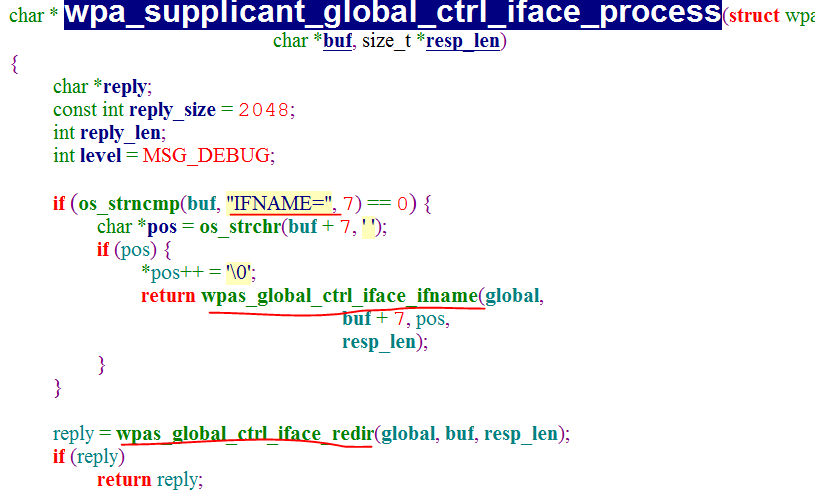 char * wpa_supplicant_global_ctrl_iface_process(struct wpa
char *buf, size_t *resp_len)
{
char *reply;
const int reply_size = 2048;
int reply_len;
int level = MSG_DEBUG;
if (os_strncmp(buf, "IFNAME=", 7) == 0) {
char *pos = os_strchr(buf + 7, ' ');
if (pos) {
*pos++ = '\0';
return wpas_global_ctrl_iface_ifname(global,
buf + 7, pos,
resp_len);
}
}
reply = wpas_global_ctrl_iface_redir(global, buf, resp_len);
if (reply)
return reply;